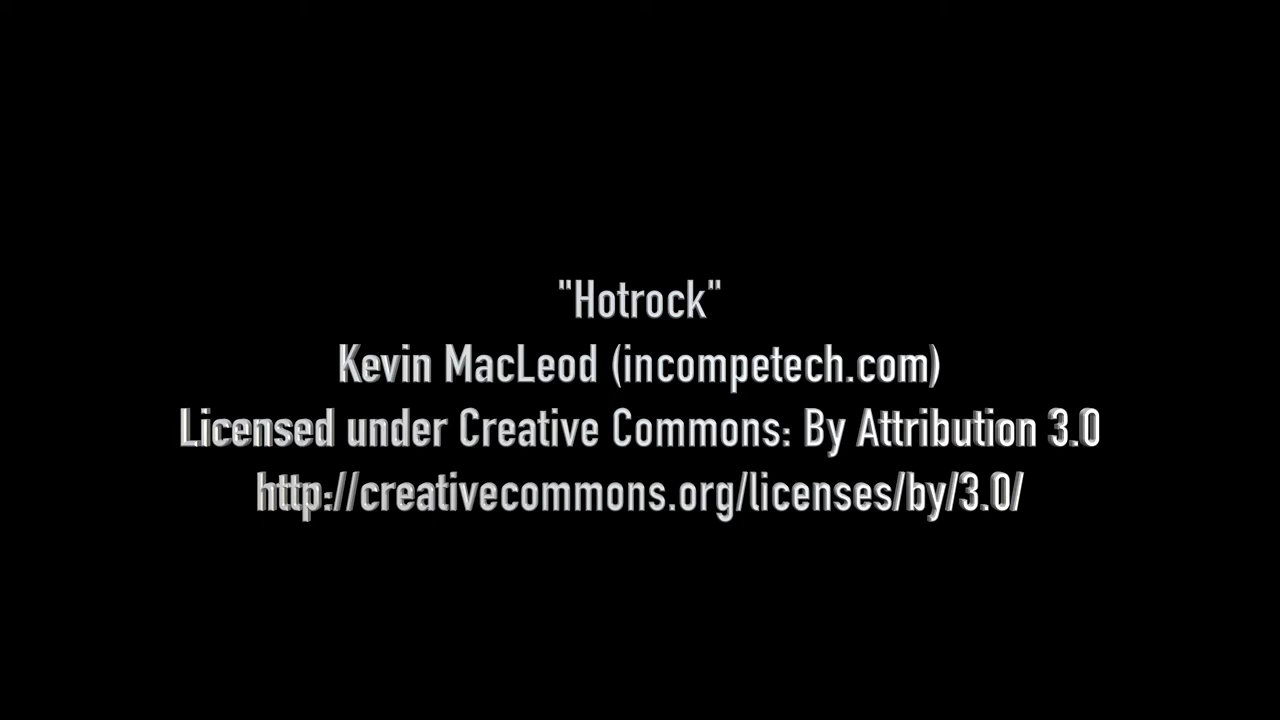 "Hotrock"
Kevin MacLeod (incompetech.com)
Licensed under Creative Commons: By Attribution 3.0
http://creativecommons.org/licenses/by/3.0/